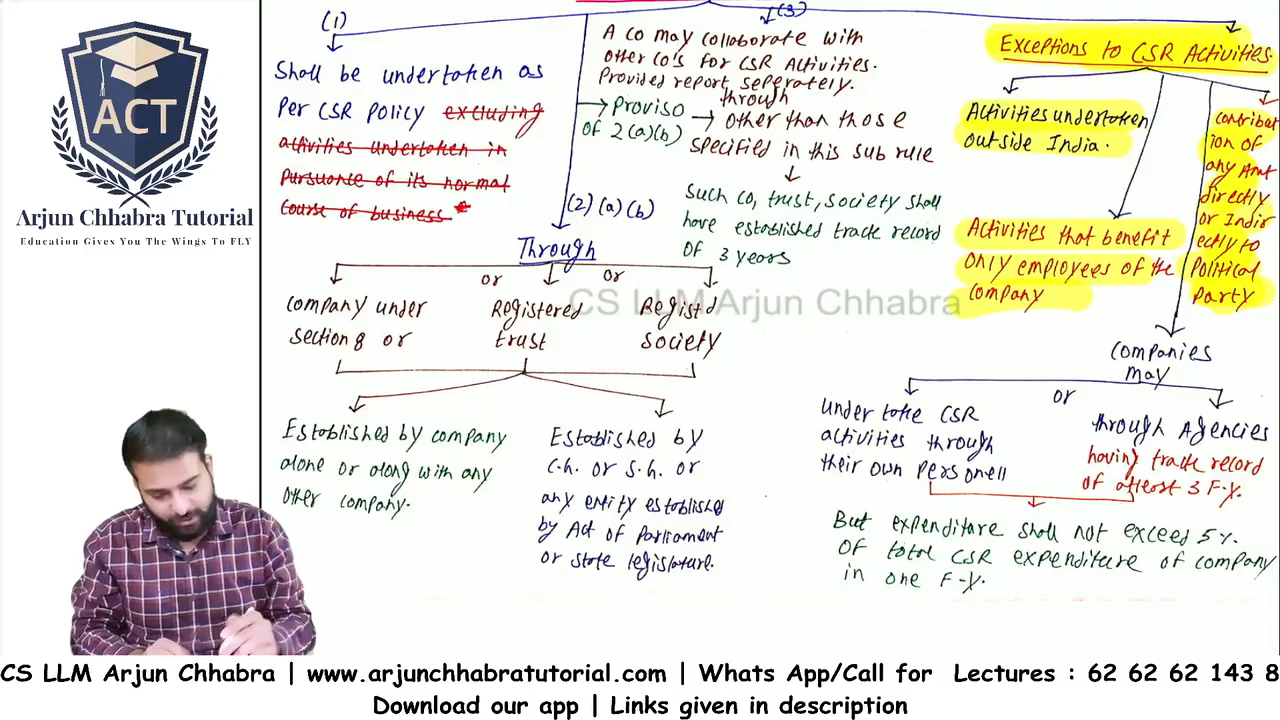 ACT
Arjun Chhabra Tutorial
Education Gives You The Wings To FLY
(1)
Shall be undertaken as
Per CSR Policy excluding
activities undertaken in
Pursuance of its normal
Course of business *
(3)
A co may collaborate with
other co's for CSR Activities.
Provided report seperately.
through
→ Proviso → other than those
of 2(a)(b)
specified in this sub rule
Such co, trust, society shall
have established track record
of 3 years
(2)(a)(b)
Through
or
or
company under
section 8 or
Registered
trust
Registd
society
Established by company
alone or along with any
other company.
Established by
C.G. or S.G. or
any entity established
by Act of Parliament
or state legislature.
Exceptions to CSR Activities.
Activities undertaken
outside India.
Activities that benefit
only employees of the
company
contribut
ion of
any Amt
directly
or Indir
ectly to
Political
Party
companies
may
or
Undertake CSR
activities through
their own Personell
through Agencies
having track record
of atleast 3 F.Y.
But expenditure shall not exceed 5%
of total CSR expenditure of company
in one F-Y.
CS LLM Arjun Chhabra
CS LLM Arjun Chhabra | www.arjunchhabratutorial.com | Whats App/Call for Lectures : 62 62 62 143 8
Download our app | Links given in description